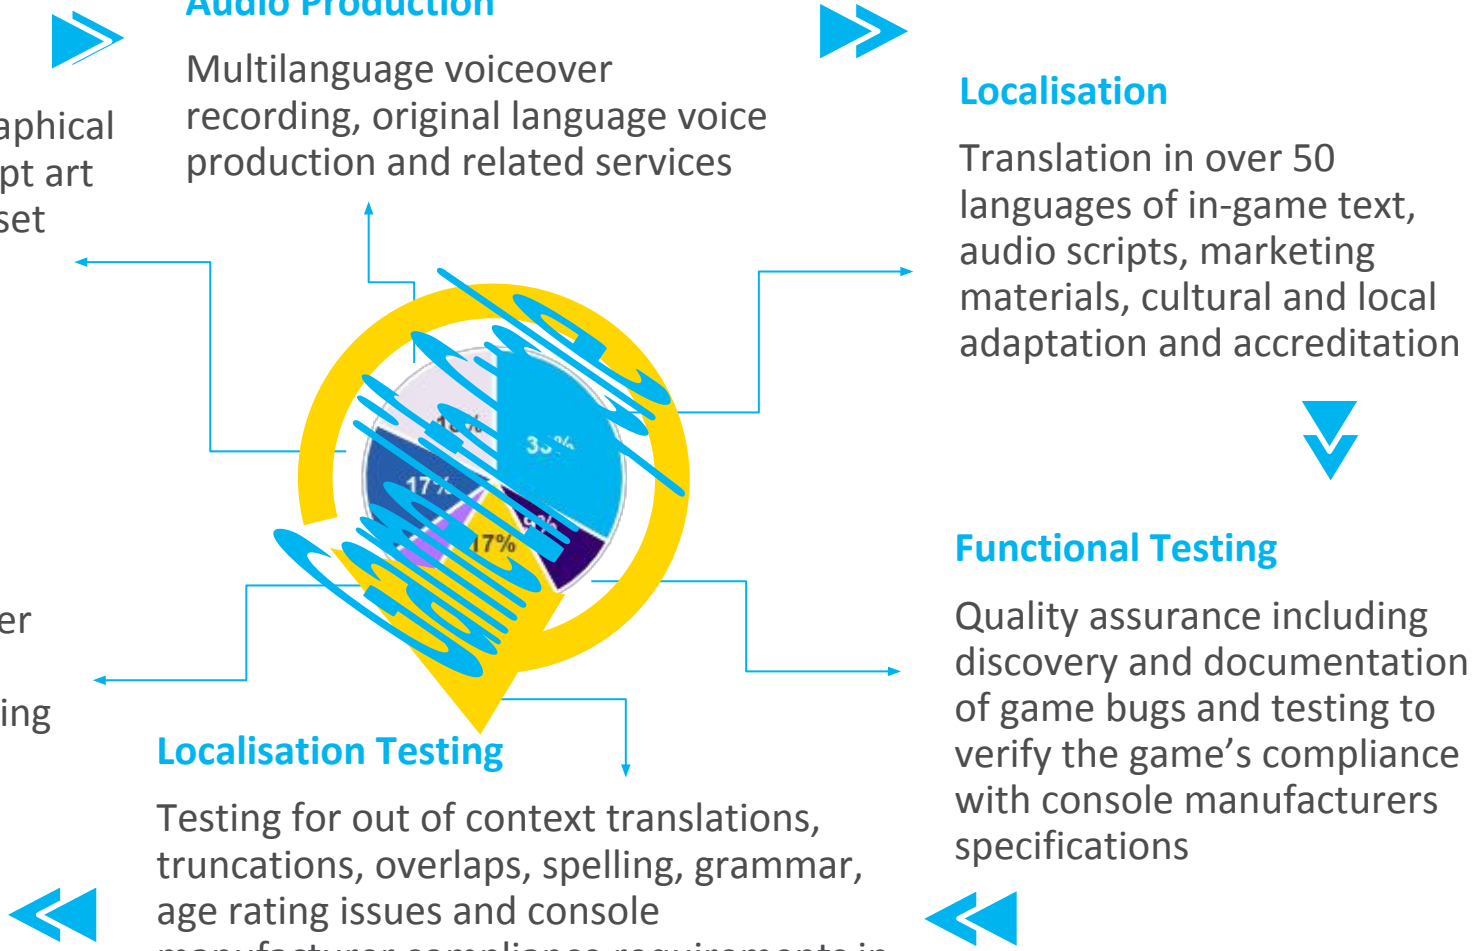 Audio Production
Multilanguage voiceover
recording, original language voice
production and related services
aphical
pt art
set
Localisation
Translation in over 50
languages of in-game text,
audio scripts, marketing
materials, cultural and local
adaptation and accreditation
17%
17%
er
ing
Functional Testing
Quality assurance including
discovery and documentation
of game bugs and testing to
verify the game’s compliance
with console manufacturers
specifications
Localisation Testing
Testing for out of context translations,
truncations, overlaps, spelling, grammar,
age rating issues and console
manufacturer compliance requirements in